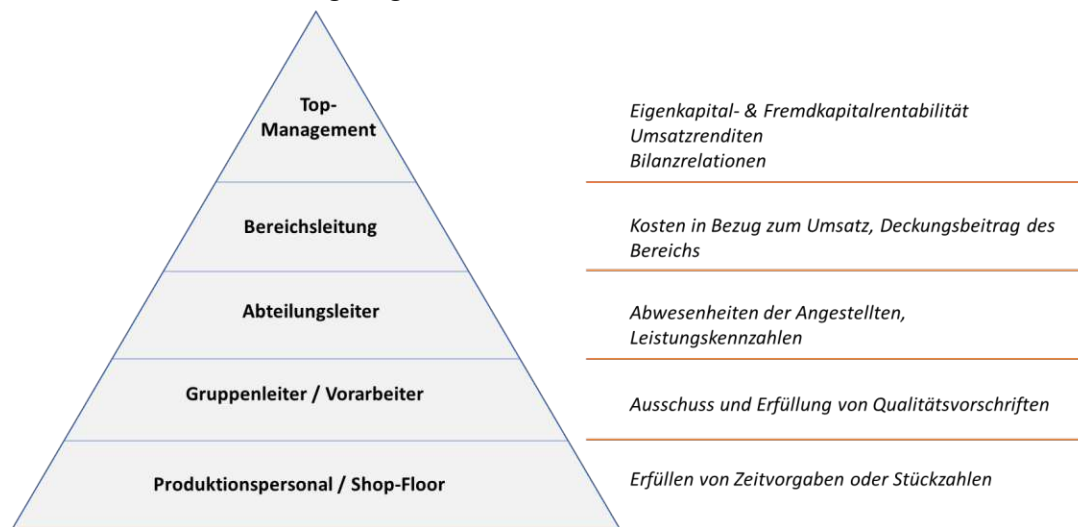 Top-
Management
Eigenkapital- & Fremdkapitalrentabilität
Umsatzrenditen
Bilanzrelationen
Bereichsleitung
Kosten in Bezug zum Umsatz, Deckungsbeitrag des
Bereichs
Abteilungsleiter
Abwesenheiten der Angestellten,
Leistungskennzahlen
Gruppenleiter / Vorarbeiter
Ausschuss und Erfüllung von Qualitätsvorschriften
Produktionspersonal / Shop-Floor
Erfüllen von Zeitvorgaben oder Stückzahlen